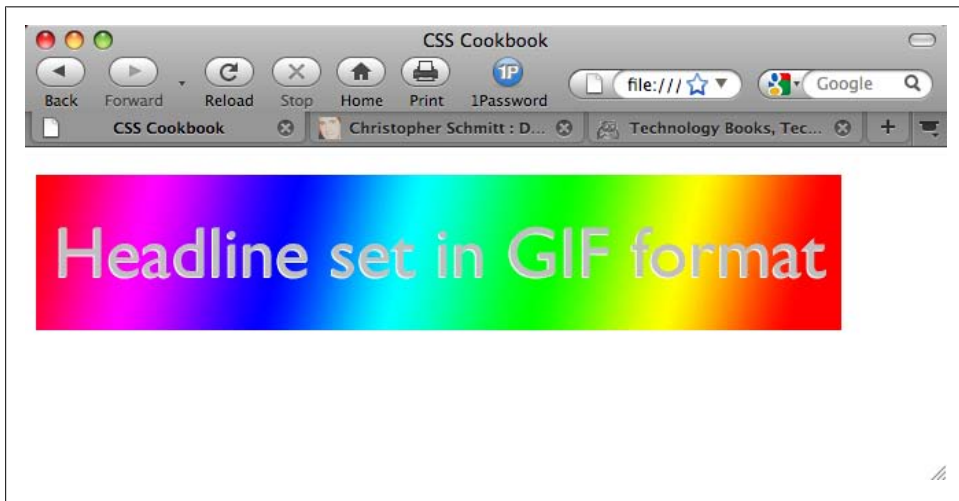 CSS Cookbook
1P
file:///
Google
Back Forward Reload Stop Home Print 1Password
CSS Cookbook Christopher Schmitt : D... Technology Books, Tec... +
Headline set in GIF format